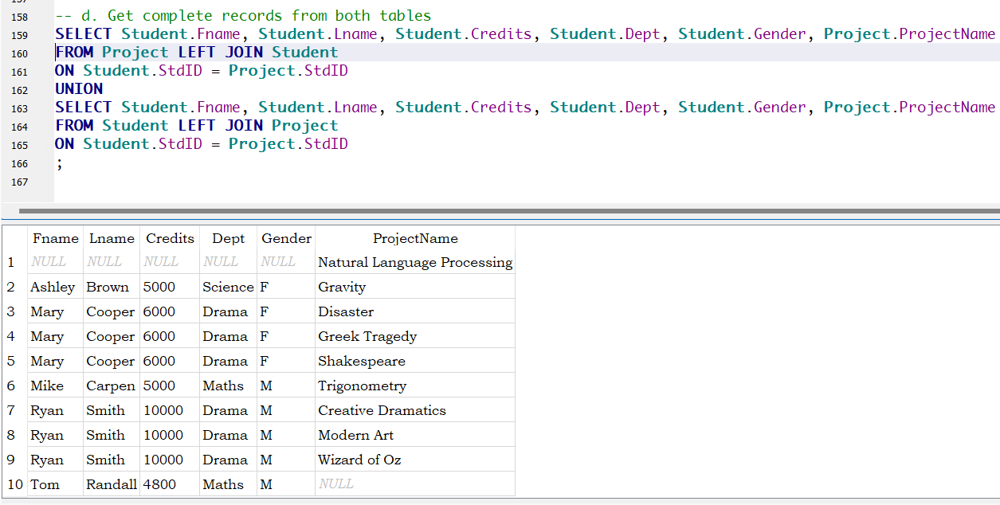 157
158 -- d. Get complete records from both tables
159 SELECT Student.Fname, Student.Lname, Student.Credits, Student.Dept, Student.Gender, Project.ProjectName
160 FROM Project LEFT JOIN Student
161 ON Student.StdID = Project.StdID
162 UNION
163 SELECT Student.Fname, Student.Lname, Student.Credits, Student.Dept, Student.Gender, Project.ProjectName
164 FROM Student LEFT JOIN Project
165 ON Student.StdID = Project.StdID
166 ;
167
Fname Lname Credits Dept Gender ProjectName
1 NULL NULL NULL NULL NULL Natural Language Processing
2 Ashley Brown 5000 Science F Gravity
3 Mary Cooper 6000 Drama F Disaster
4 Mary Cooper 6000 Drama F Greek Tragedy
5 Mary Cooper 6000 Drama F Shakespeare
6 Mike Carpen 5000 Maths M Trigonometry
7 Ryan Smith 10000 Drama M Creative Dramatics
8 Ryan Smith 10000 Drama M Modern Art
9 Ryan Smith 10000 Drama M Wizard of Oz
10 Tom Randall 4800 Maths M NULL